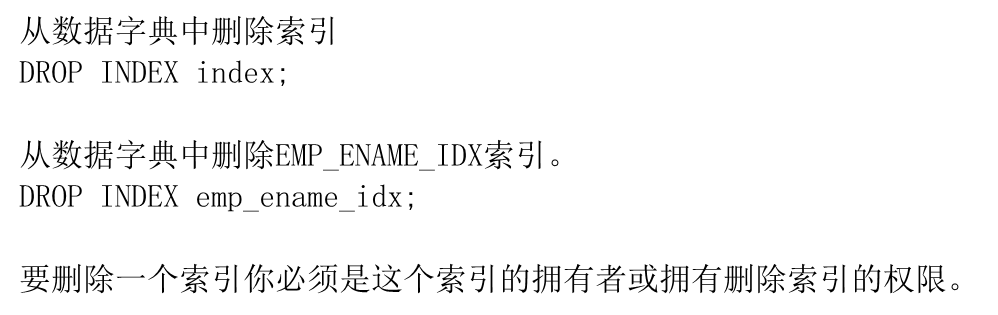 从数据字典中删除索引
DROP INDEX index;
从数据字典中删除EMP_ENAME_IDX索引。
DROP INDEX emp_ename_idx;
要删除一个索引你必须是这个索引的拥有者或拥有删除索引的权限。